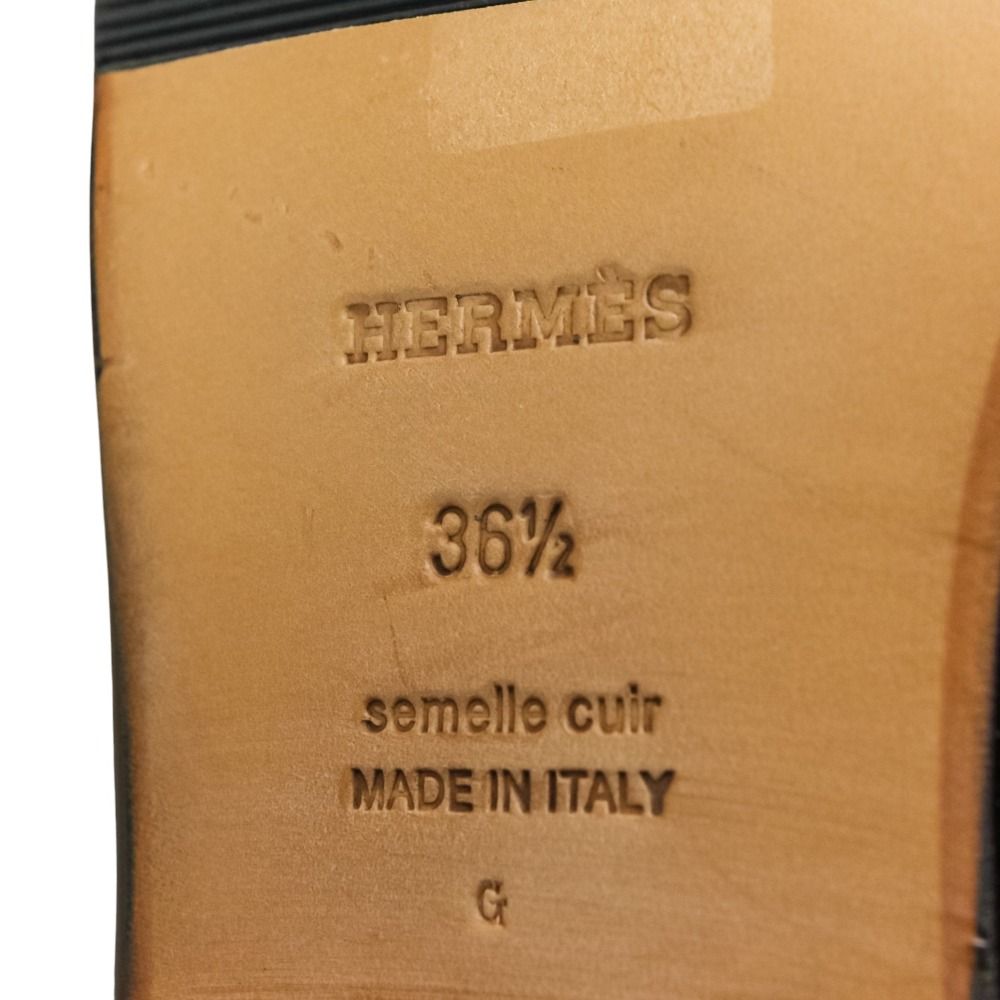 HERMÈS
36½
semelle cuir
MADE IN ITALY
G